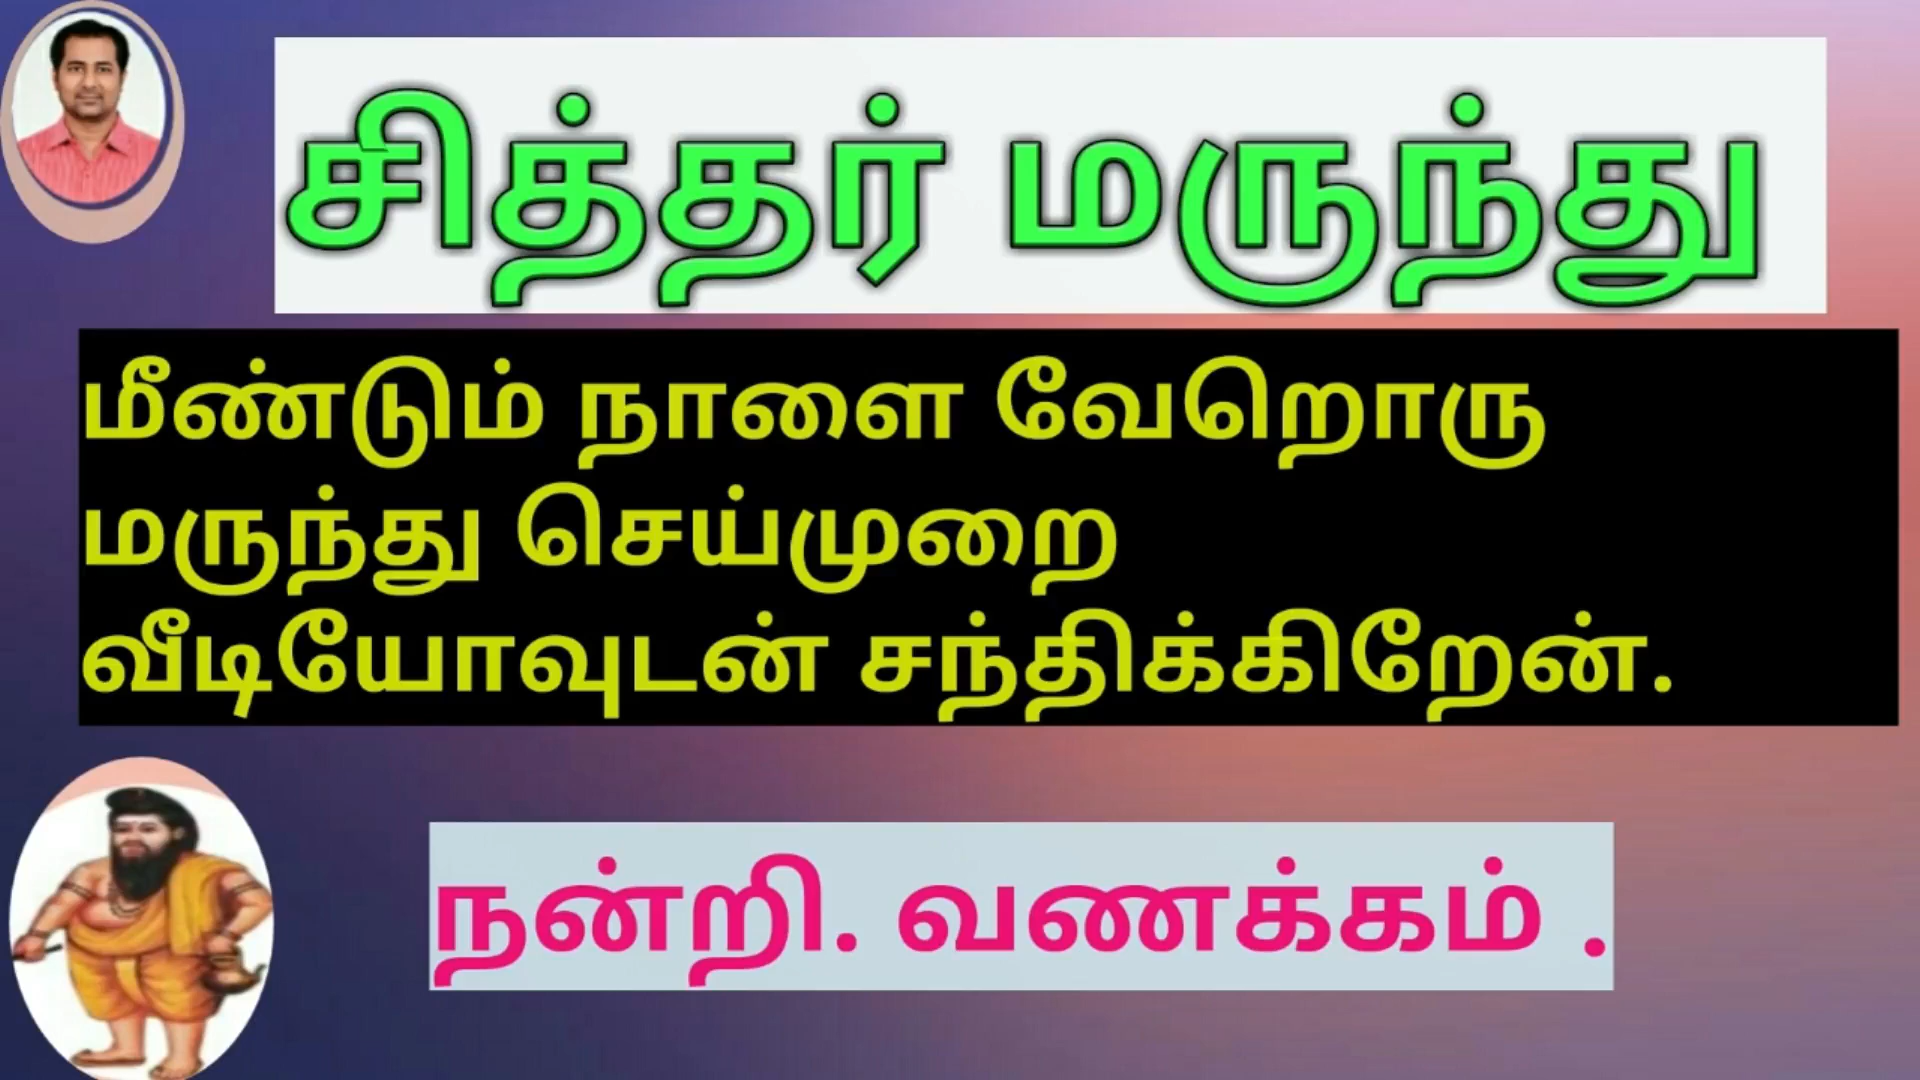 சித்தர் மருந்து
மீண்டும் நாளை வேறொரு
மருந்து செய்முறை
வீடியோவுடன் சந்திக்கிறேன்.
நன்றி. வணக்கம் .